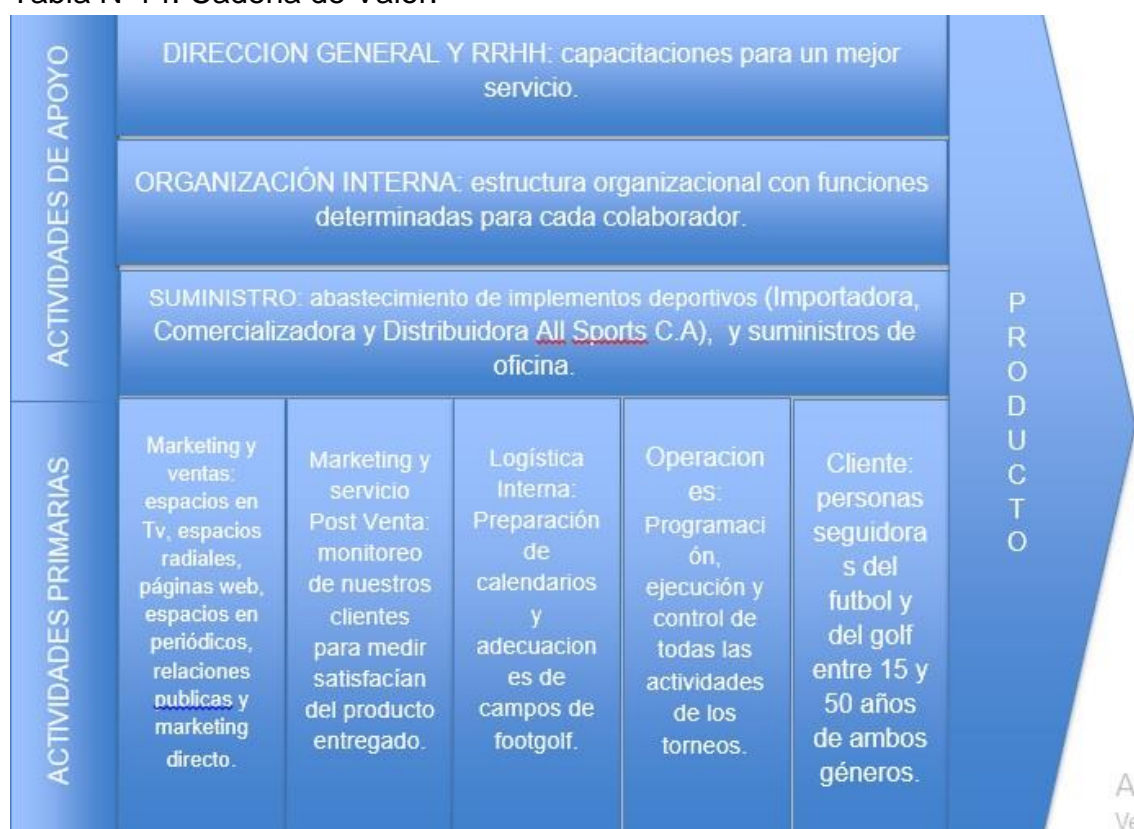 Tabla N°14: Cadena de Valor.
ACTIVIDADES DE APOYO
DIRECCION GENERAL Y RRHH: capacitaciones para un mejor
servicio.
ORGANIZACIÓN INTERNA: estructura organizacional con funciones
determinadas para cada colaborador.
SUMINISTRO: abastecimiento de implementos deportivos (Importadora,
Comercializadora y Distribuidora All Sports C.A), y suministros de
oficina.
ACTIVIDADES PRIMARIAS
Marketing y
ventas:
espacios en
Tv, espacios
radiales,
páginas web,
espacios en
periódicos,
relaciones
publicas y
marketing
directo.
Marketing y
servicio
Post Venta:
monitoreo
de nuestros
clientes
para medir
satisfacían
del producto
entregado.
Logística
Interna:
Preparación
de
calendarios
y
adecuacion
es de
campos de
footgolf.
Operacion
es:
Programaci
ón,
ejecución y
control de
todas las
actividades
de los
torneos.
Cliente:
personas
seguidora
s del
futbol y
del golf
entre 15 y
50 años
de ambos
géneros.
P
R
O
D
U
C
T
O